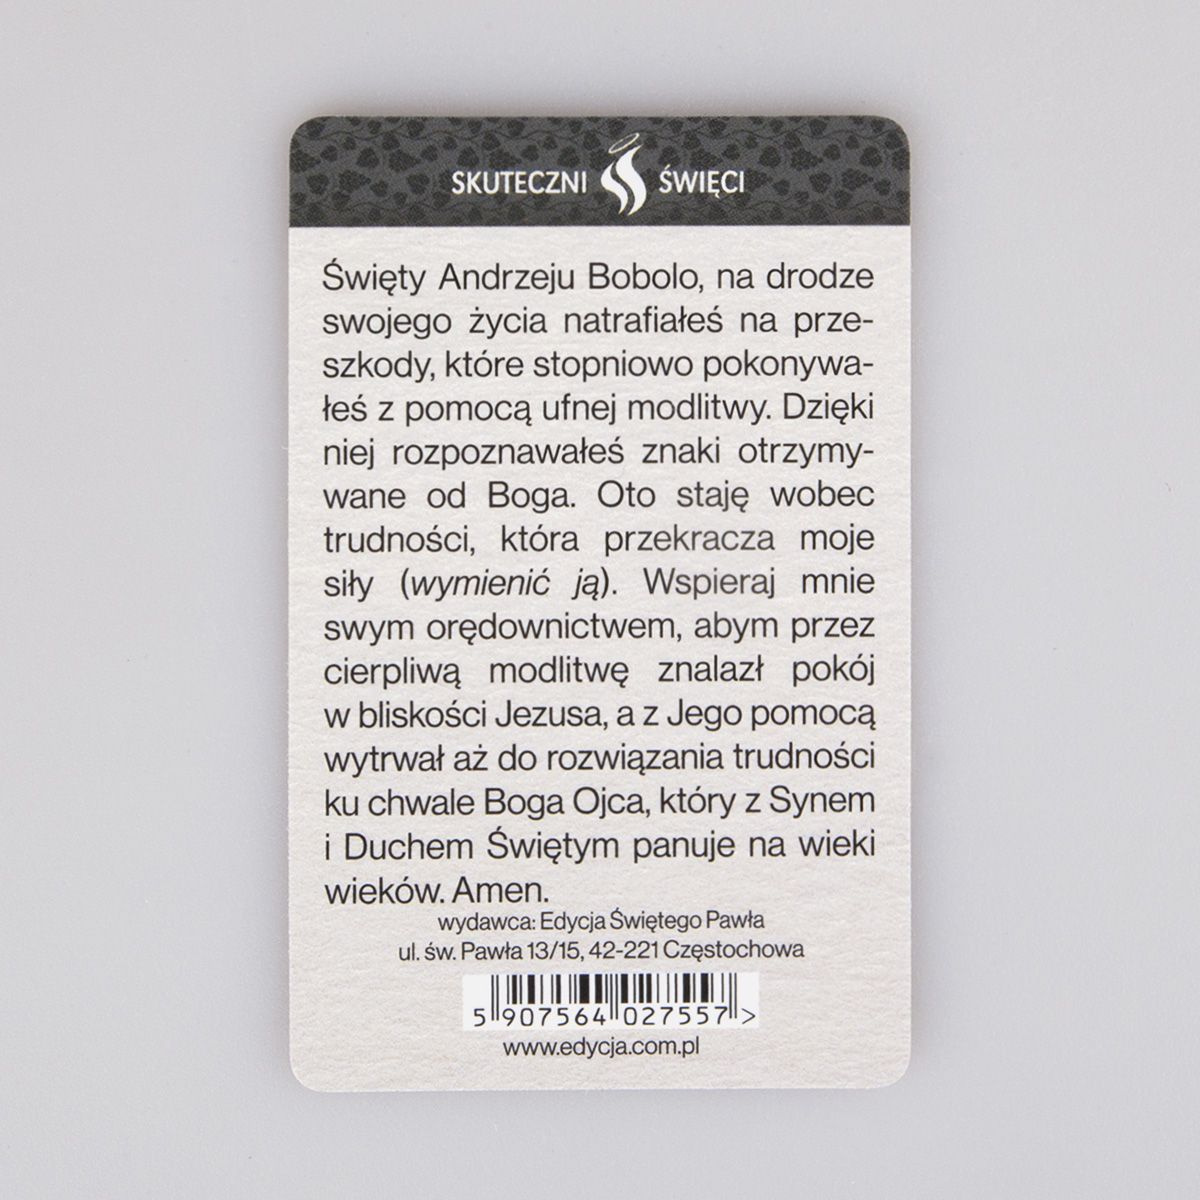 SKUTECZNI ŚWIĘCI
Święty Andrzeju Bobolo, na drodze
swojego życia natrafiałeś na prze-
szkody, które stopniowo pokonywa-
łeś z pomocą ufnej modlitwy. Dzięki
niej rozpoznawałeś znaki otrzymy-
wane od Boga. Oto staję wobec
trudności, która przekracza moje
siły (wymienić ją). Wspieraj mnie
swym orędownictwem, abym przez
cierpliwą modlitwę znalazł pokój
w bliskości Jezusa, a z Jego pomocą
wytrwał aż do rozwiązania trudności
ku chwale Boga Ojca, który z Synem
i Duchem Świętym panuje na wieki
wieków. Amen.
wydawca: Edycja Świętego Pawła
ul. św. Pawła 13/15, 42-221 Częstochowa
5 907564 027557 >
www.edycja.com.pl